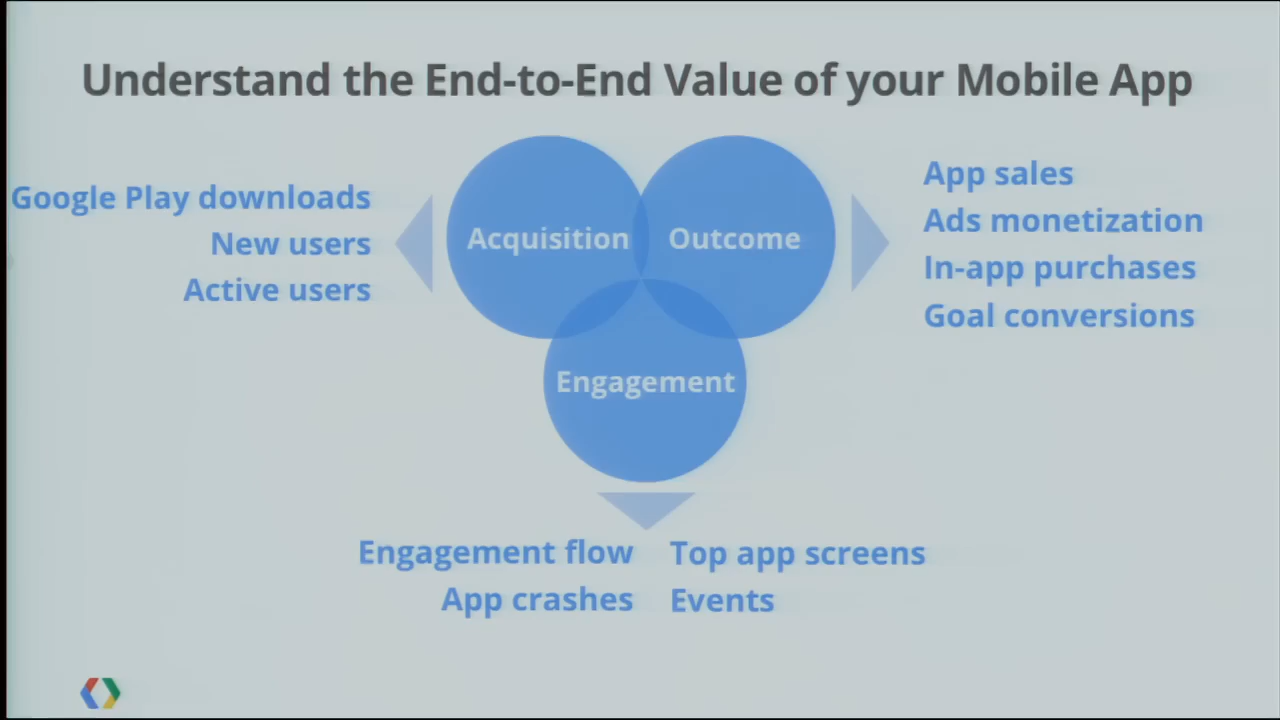 Understand the End-to-End Value of your Mobile App
Google Play downloads
New users
Active users
Acquisition
Outcome
App sales
Ads monetization
In-app purchases
Goal conversions
Engagement
Engagement flow
App crashes
Top app screens
Events